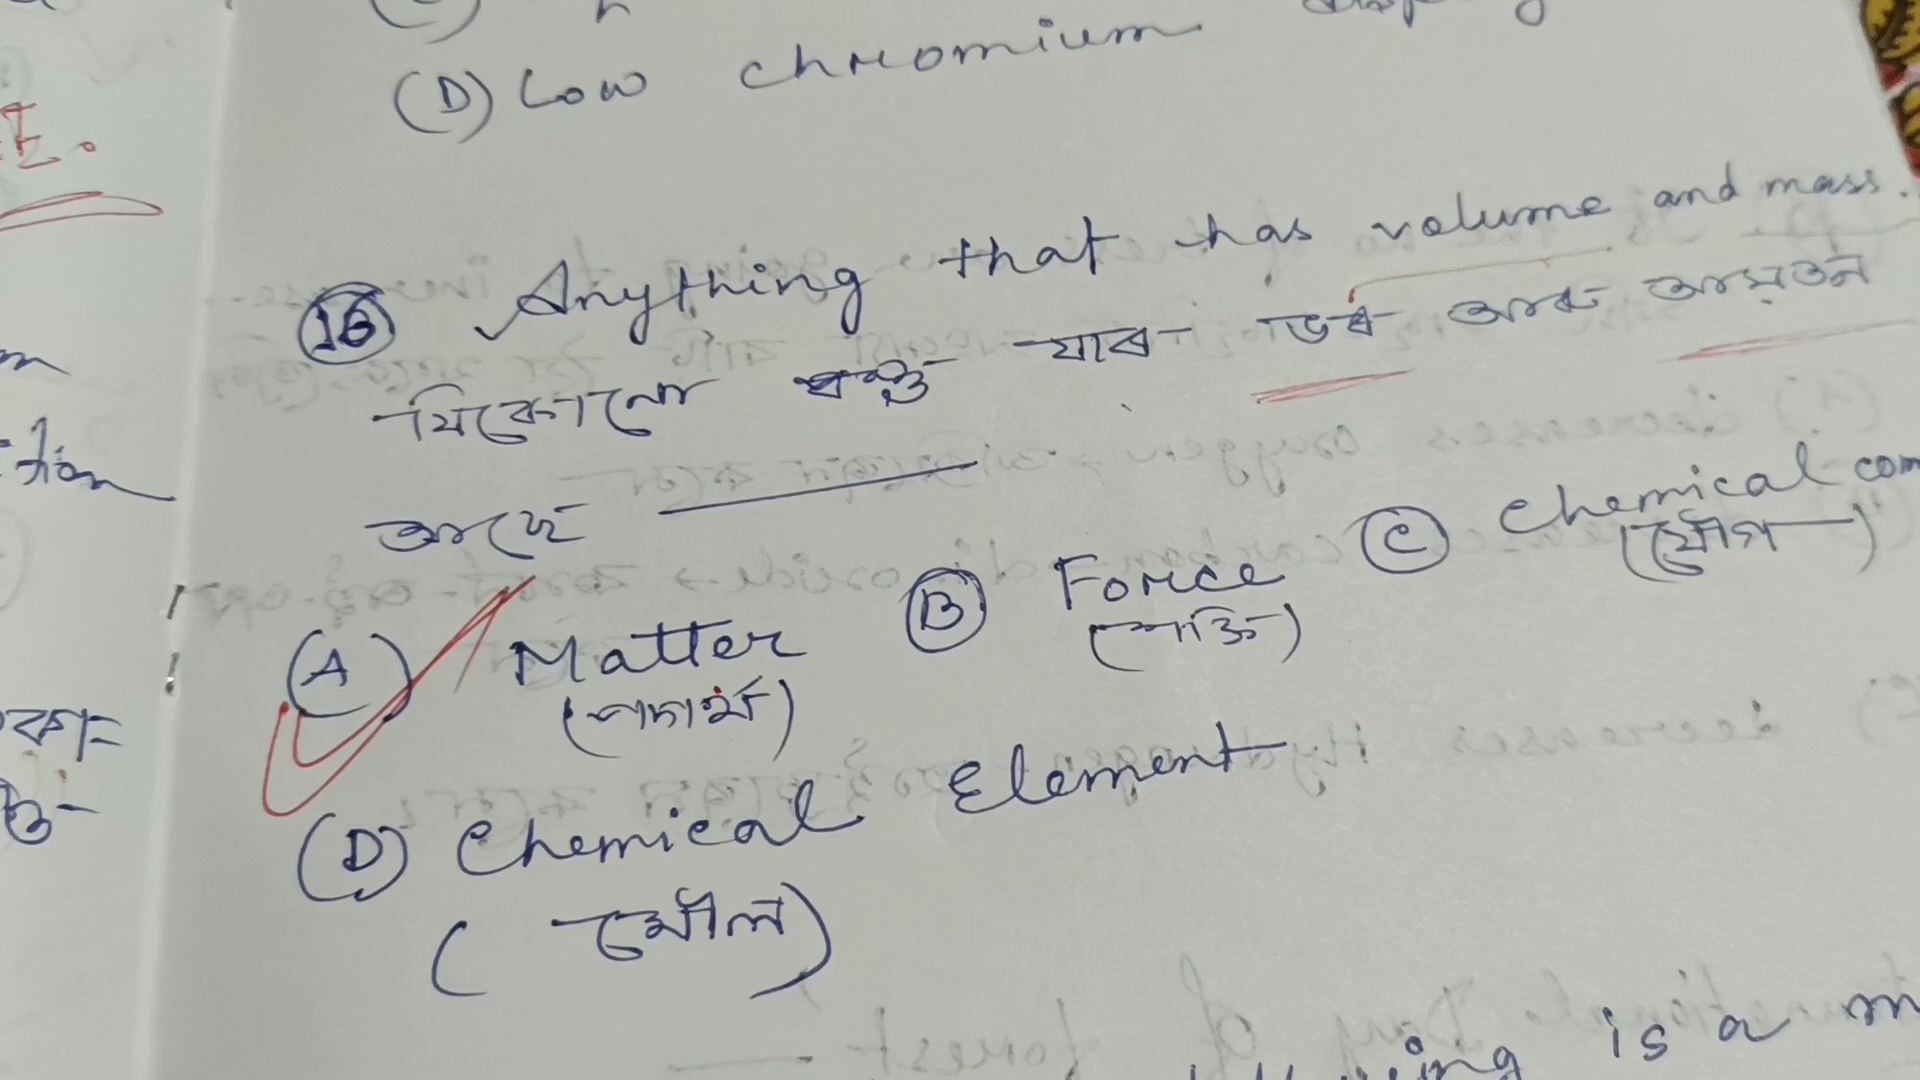 (D) Low chromium
E.
16 Anything that has volume and mass.
যিকোনো বস্তু যাৰ ভৰ আৰু আয়তন
tion
আছে
(A) Matter (B) Force (C) Chemical com
(পদাৰ্থ) (শক্তি) (যৌগ)
(D) Chemical Element
(মৌল)
is a m